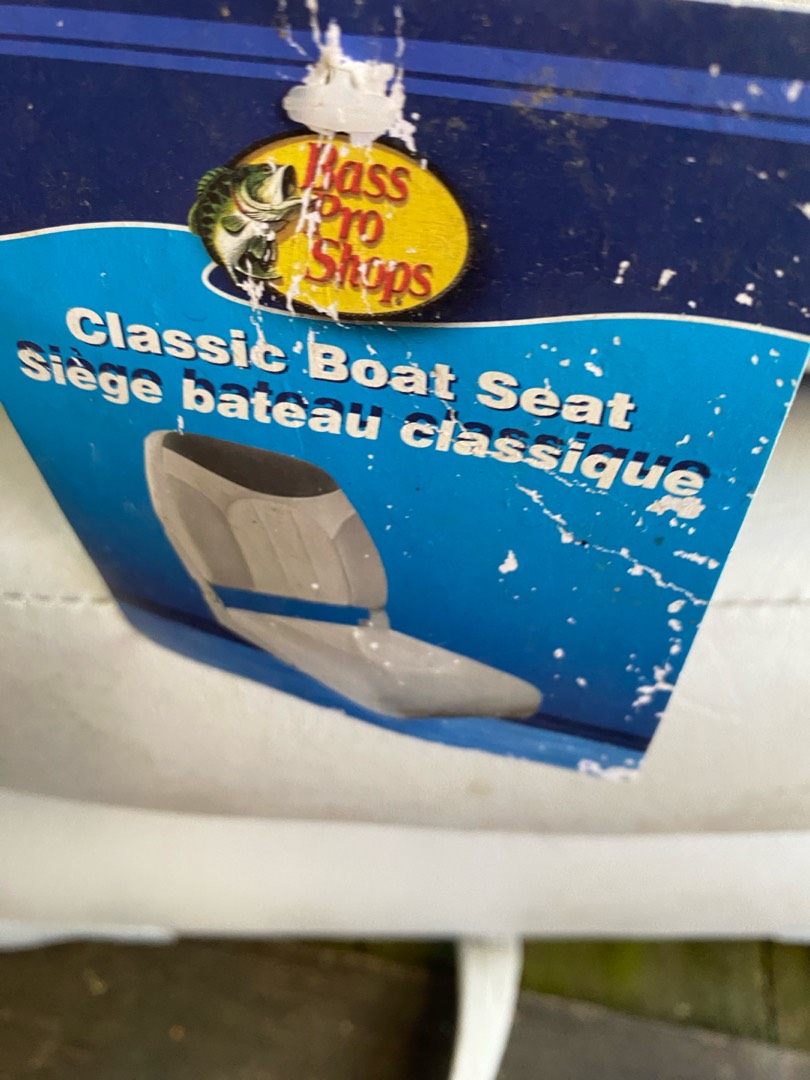 Bass
Pro
Shops
Classic Boat Seat
Siège bateau classique